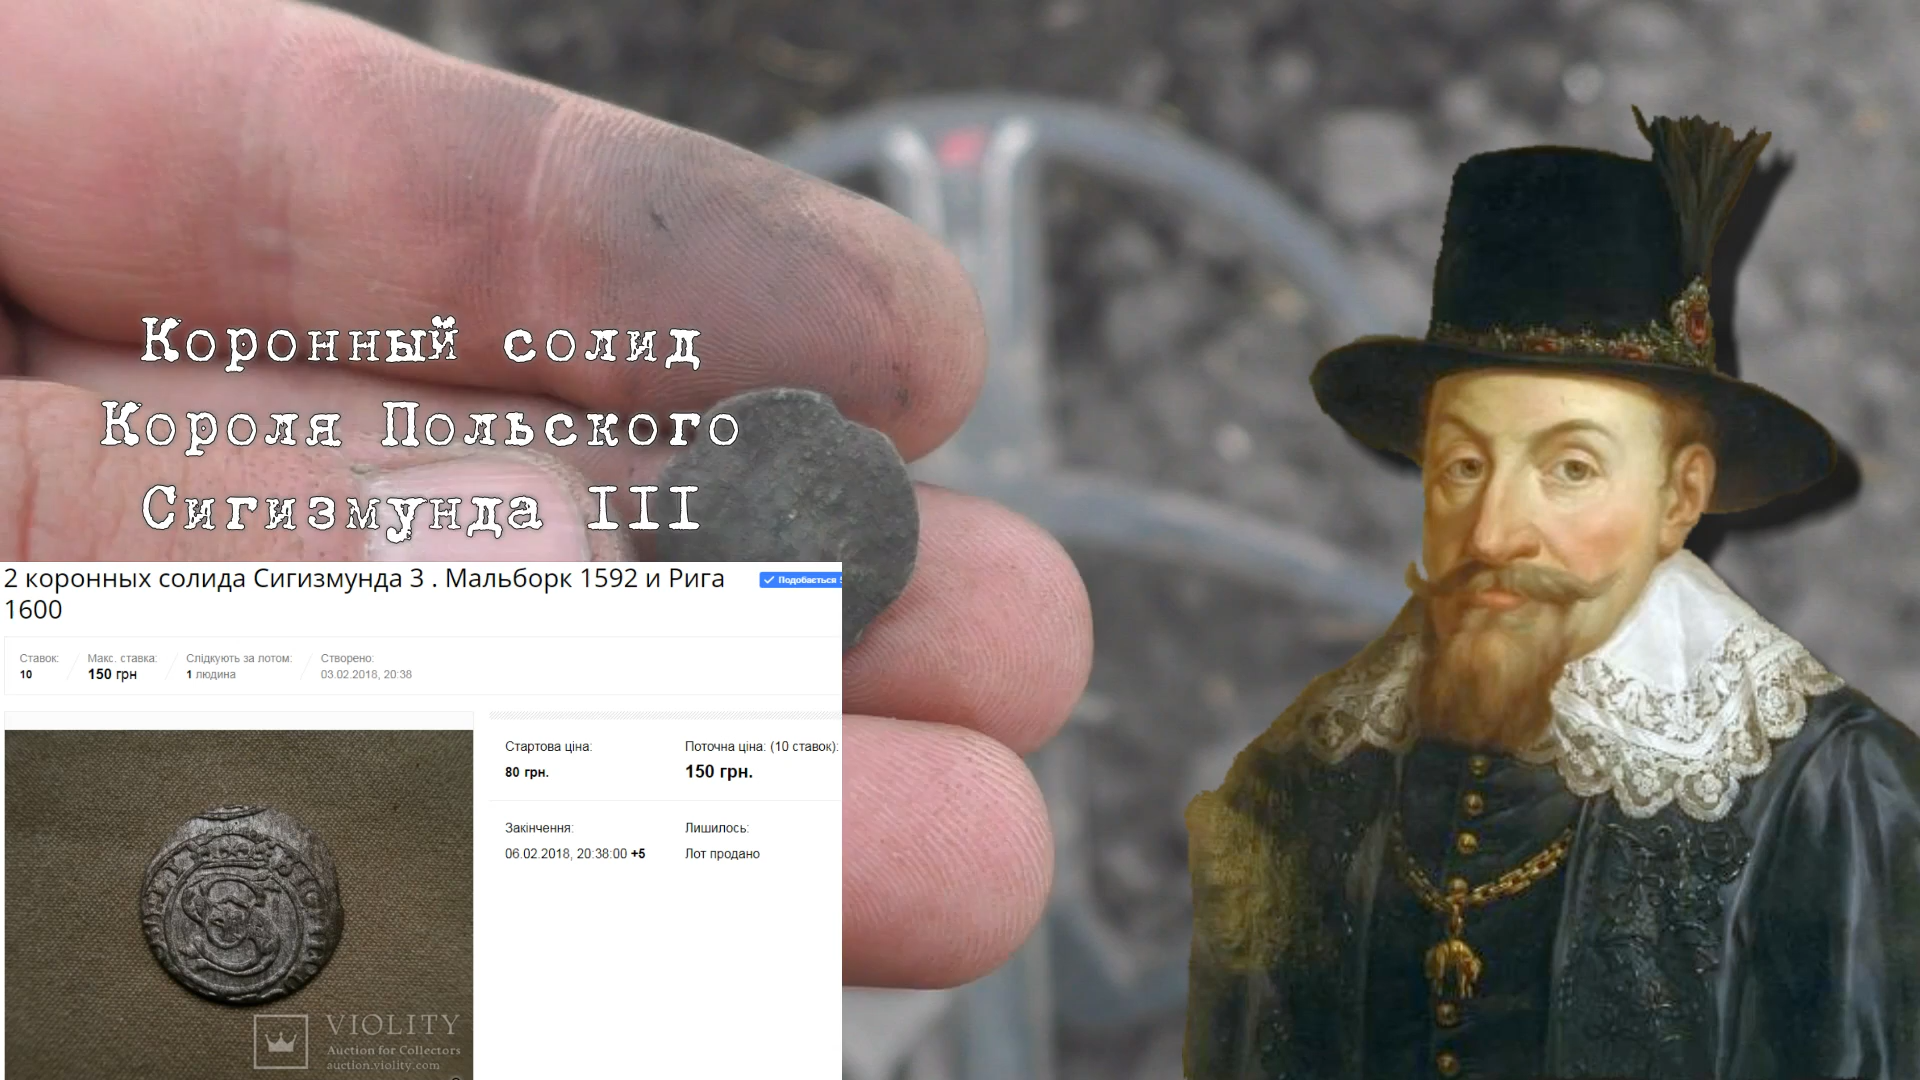 Коронный солид
Короля Польского
Сигизмунда III
2 коронных солида Сигизмунда 3 . Мальборк 1592 и Рига
1600
Подобається
Ставок:
10
Макс. ставка:
150 грн
Слідкують за лотом:
1 людина
Створено:
03.02.2018, 20:38
Стартова ціна:
80 грн.
Поточна ціна: (10 ставок):
150 грн.
Закінчення:
06.02.2018, 20:38:00 +5
Лишилось:
Лот продано
VIOLITY
Auction for Collectors
auction.violity.com